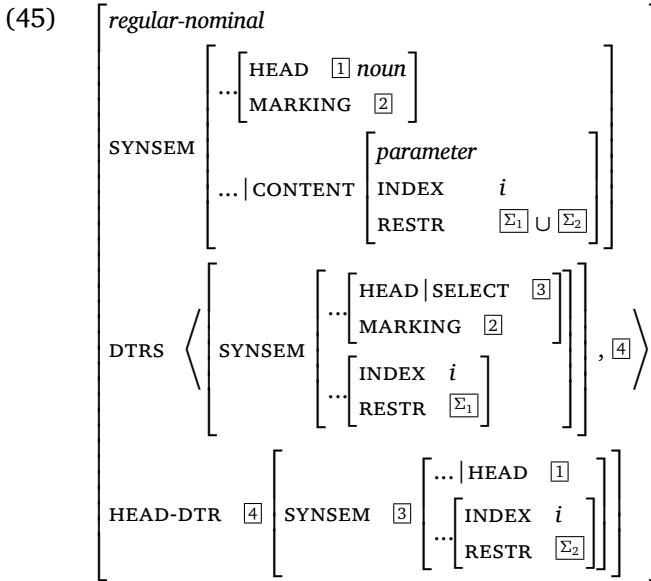 (45)
regular-nominal
SYNSEM
...
HEAD 1 noun
MARKING 2
...|CONTENT
parameter
INDEX i
RESTR Σ1 ∪ Σ2
DTRS
SYNSEM
...
HEAD|SELECT 3
MARKING 2
...
INDEX i
RESTR Σ1
, 4
HEAD-DTR 4
SYNSEM 3
...|HEAD 1
...
INDEX i
RESTR Σ2